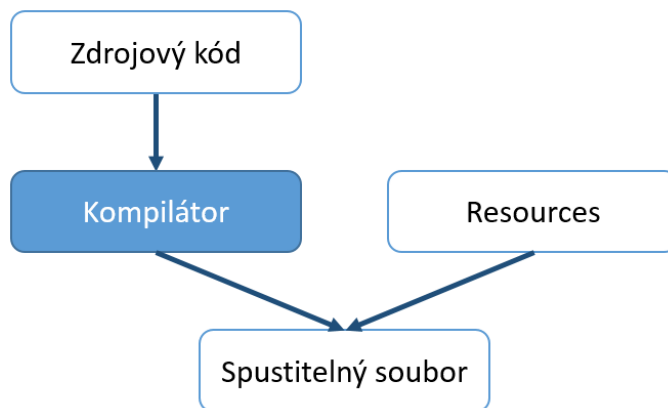 Zdrojový kód
Kompilátor
Resources
Spustitelný soubor